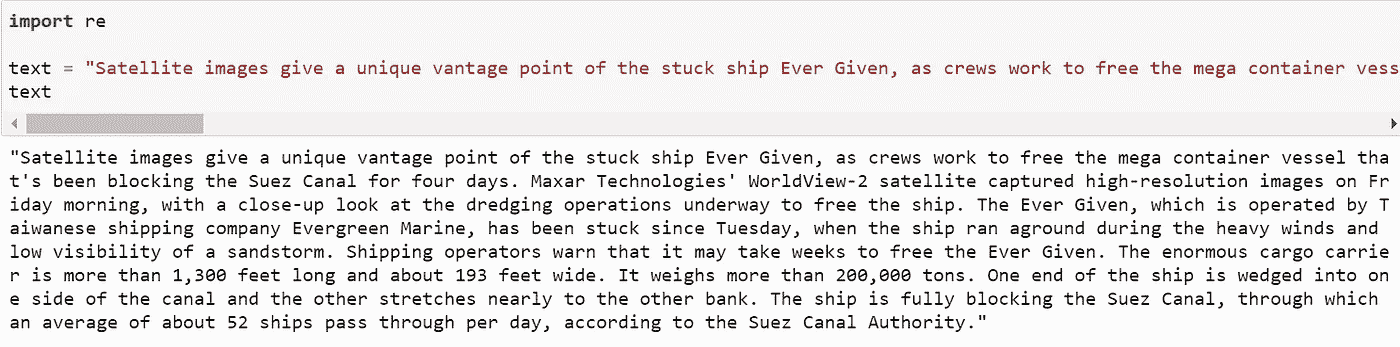 import re
text = "Satellite images give a unique vantage point of the stuck ship Ever Given, as crews work to free the mega container vess
text
"Satellite images give a unique vantage point of the stuck ship Ever Given, as crews work to free the mega container vessel tha
t's been blocking the Suez Canal for four days. Maxar Technologies' WorldView-2 satellite captured high-resolution images on Fr
iday morning, with a close-up look at the dredging operations underway to free the ship. The Ever Given, which is operated by T
aiwanese shipping company Evergreen Marine, has been stuck since Tuesday, when the ship ran aground during the heavy winds and
low visibility of a sandstorm. Shipping operators warn that it may take weeks to free the Ever Given. The enormous cargo carrie
r is more than 1,300 feet long and about 193 feet wide. It weighs more than 200,000 tons. One end of the ship is wedged into on
e side of the canal and the other stretches nearly to the other bank. The ship is fully blocking the Suez Canal, through which
an average of about 52 ships pass through per day, according to the Suez Canal Authority."